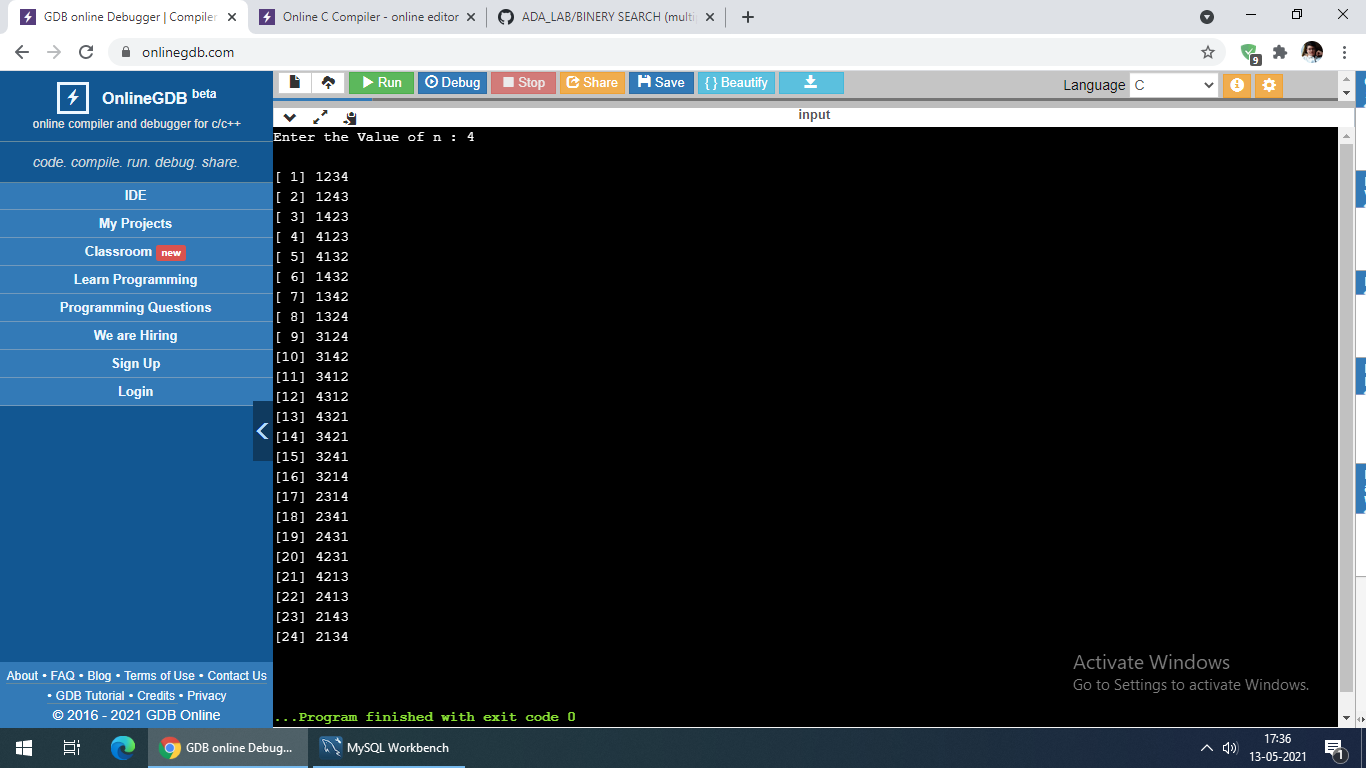 GDB online Debugger | Compiler
Online C Compiler - online editor
ADA_LAB/BINERY SEARCH (multi
onlinegdb.com
9
OnlineGDB beta
online compiler and debugger for c/c++
code. compile. run. debug. share.
IDE
My Projects
Classroom new
Learn Programming
Programming Questions
We are Hiring
Sign Up
Login
About • FAQ • Blog • Terms of Use • Contact Us
• GDB Tutorial • Credits • Privacy
© 2016 - 2021 GDB Online
Run Debug Stop Share Save { } Beautify
Language C
input
Enter the Value of n : 4
[ 1] 1234
[ 2] 1243
[ 3] 1423
[ 4] 4123
[ 5] 4132
[ 6] 1432
[ 7] 1342
[ 8] 1324
[ 9] 3124
[10] 3142
[11] 3412
[12] 4312
[13] 4321
[14] 3421
[15] 3241
[16] 3214
[17] 2314
[18] 2341
[19] 2431
[20] 4231
[21] 4213
[22] 2413
[23] 2143
[24] 2134
...Program finished with exit code 0
Activate Windows
Go to Settings to activate Windows.
GDB online Debug...
MySQL Workbench
17:36
13-05-2021
1